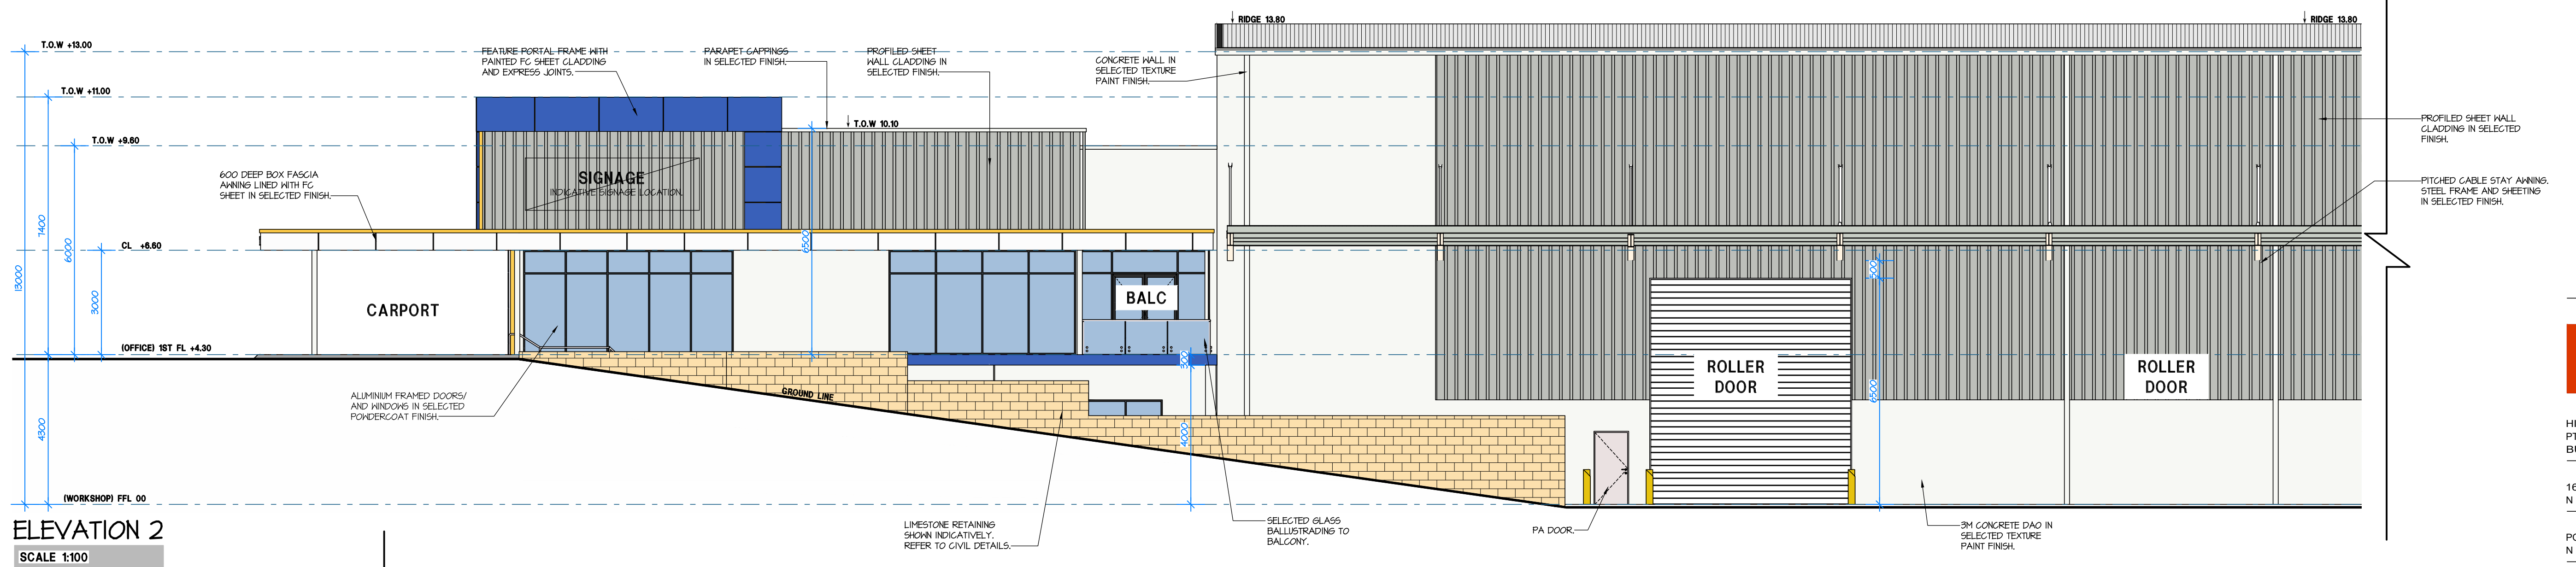 RIDGE 13.80
RIDGE 13.80
T.O.W +13.00
FEATURE PORTAL FRAME WITH
PAINTED FC SHEET CLADDING
AND EXPRESS JOINTS.
PARAPET CAPPINGS
IN SELECTED FINISH.
PROFILED SHEET
WALL CLADDING IN
SELECTED FINISH.
CONCRETE WALL IN
SELECTED TEXTURE
PAINT FINISH.
T.O.W +11.00
T.O.W 10.10
PROFILED SHEET WALL
CLADDING IN SELECTED
FINISH.
T.O.W +9.60
600 DEEP BOX FASCIA
AWNING LINED WITH FC
SHEET IN SELECTED FINISH.
SIGNAGE
INDICATIVE SIGNAGE LOCATION.
PITCHED CABLE STAY AWNING.
STEEL FRAME AND SHEETING
IN SELECTED FINISH.
7400
6000
6500
CL +6.60
13000
3000
500
CARPORT
BALC
(OFFICE) 1ST FL +4.30
300
ROLLER
DOOR
ROLLER
DOOR
6500
ALUMINIUM FRAMED DOORS/
AND WINDOWS IN SELECTED
POWDERCOAT FINISH.
GROUND LINE
4300
4000
(WORKSHOP) FFL 00
LIMESTONE RETAINING
SHOWN INDICATIVELY.
REFER TO CIVIL DETAILS.
SELECTED GLASS
BALLUSTRADING TO
BALCONY.
PA DOOR.
3M CONCRETE DAO IN
SELECTED TEXTURE
PAINT FINISH.
ELEVATION 2
SCALE 1:100
16
N
N